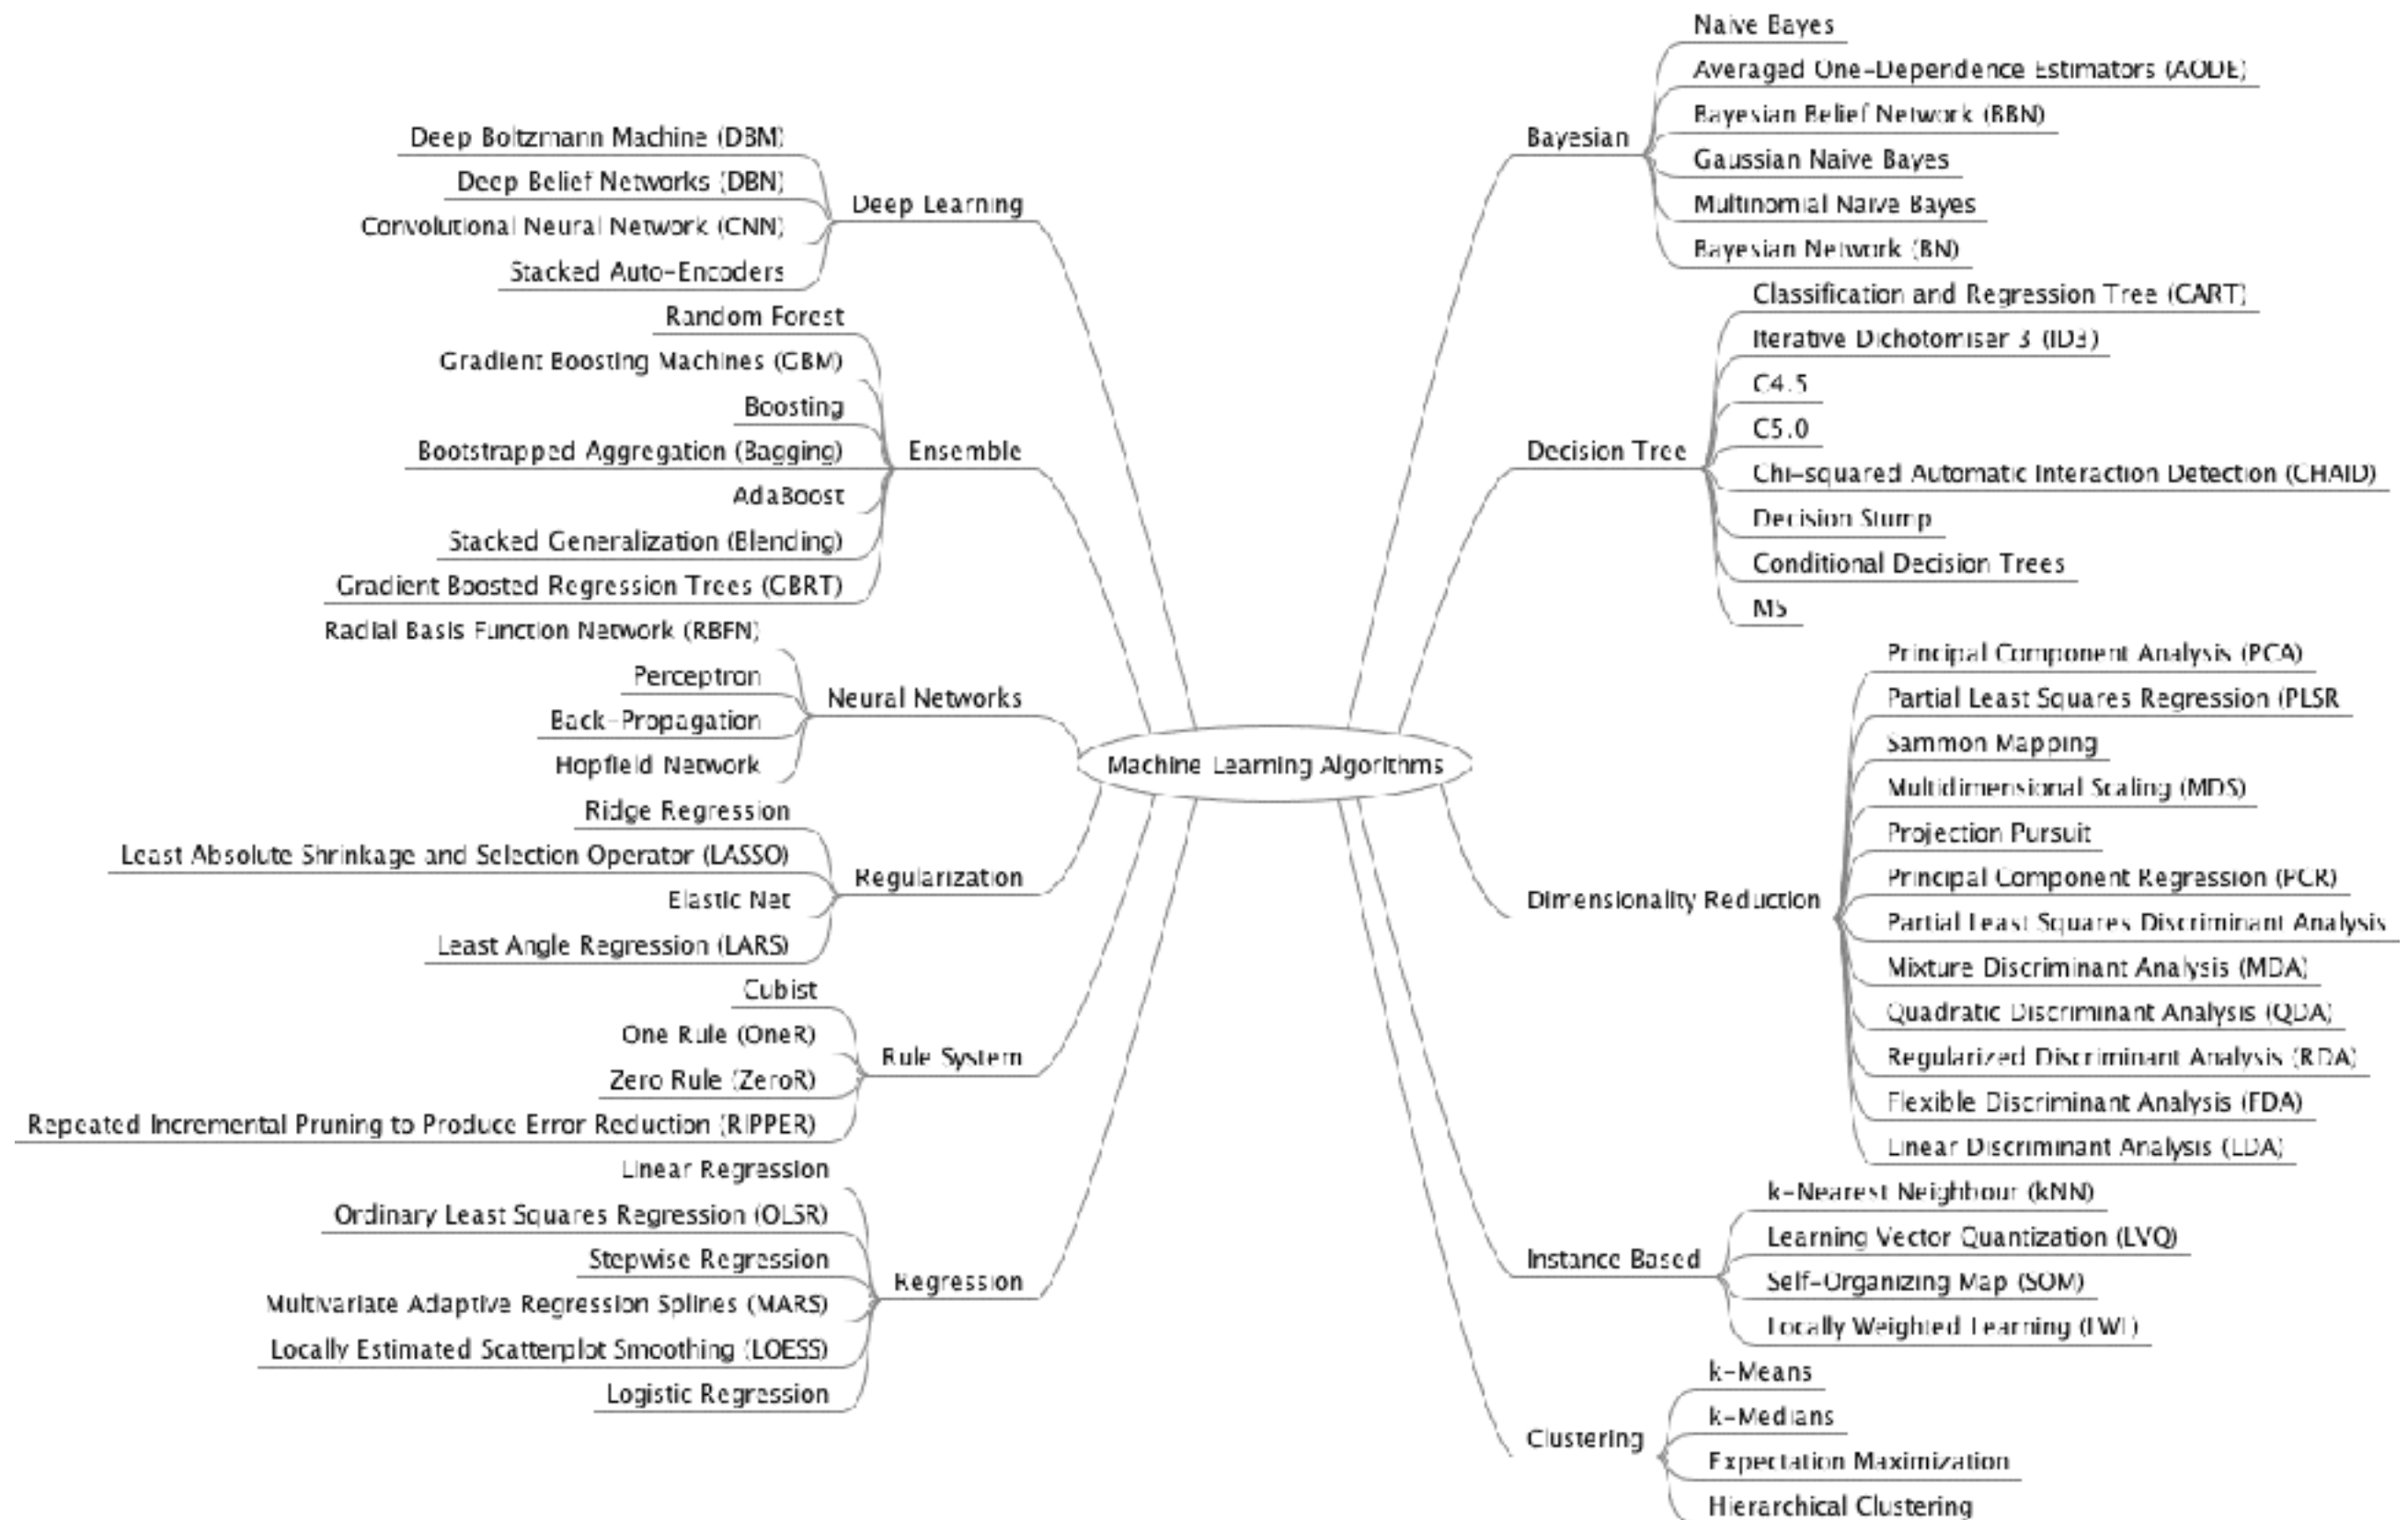 Machine Learning Algorithms
Deep Learning
Deep Boltzmann Machine (DBM)
Deep Belief Networks (DBN)
Convolutional Neural Network (CNN)
Stacked Auto-Encoders
Ensemble
Random Forest
Gradient Boosting Machines (GBM)
Boosting
Bootstrapped Aggregation (Bagging)
AdaBoost
Stacked Generalization (Blending)
Gradient Boosted Regression Trees (GBRT)
Neural Networks
Radial Basis Function Network (RBFN)
Perceptron
Back-Propagation
Hopfield Network
Regularization
Ridge Regression
Least Absolute Shrinkage and Selection Operator (LASSO)
Elastic Net
Least Angle Regression (LARS)
Rule System
Cubist
One Rule (OneR)
Zero Rule (ZeroR)
Repeated Incremental Pruning to Produce Error Reduction (RIPPER)
Regression
Linear Regression
Ordinary Least Squares Regression (OLSR)
Stepwise Regression
Multivariate Adaptive Regression Splines (MARS)
Locally Estimated Scatterplot Smoothing (LOESS)
Logistic Regression
Bayesian
Naive Bayes
Averaged One-Dependence Estimators (AODE)
Bayesian Belief Network (BBN)
Gaussian Naive Bayes
Multinomial Naive Bayes
Bayesian Network (BN)
Decision Tree
Classification and Regression Tree (CART)
Iterative Dichotomiser 3 (ID3)
C4.5
C5.0
Chi-squared Automatic Interaction Detection (CHAID)
Decision Stump
Conditional Decision Trees
M5
Dimensionality Reduction
Principal Component Analysis (PCA)
Partial Least Squares Regression (PLSR
Sammon Mapping
Multidimensional Scaling (MDS)
Projection Pursuit
Principal Component Regression (PCR)
Partial Least Squares Discriminant Analysis
Mixture Discriminant Analysis (MDA)
Quadratic Discriminant Analysis (QDA)
Regularized Discriminant Analysis (RDA)
Flexible Discriminant Analysis (FDA)
Linear Discriminant Analysis (LDA)
Instance Based
k-Nearest Neighbour (kNN)
Learning Vector Quantization (LVQ)
Self-Organizing Map (SOM)
Locally Weighted Learning (LWL)
Clustering
k-Means
k-Medians
Expectation Maximization
Hierarchical Clustering